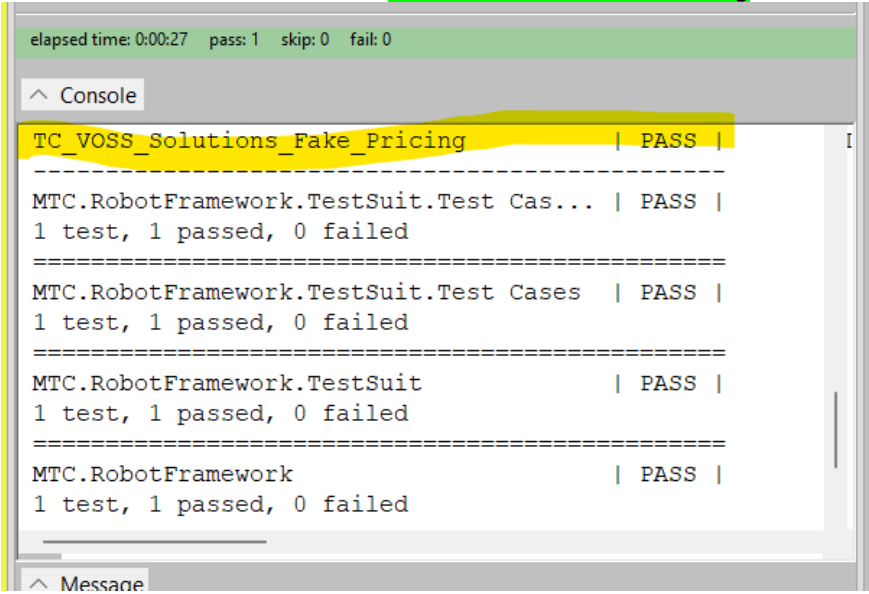 elapsed time: 0:00:27 pass: 1 skip: 0 fail: 0
Console
TC_VOSS_Solutions_Fake_Pricing | PASS |
------------------------------------------------
MTC.RobotFramework.TestSuit.Test Cas... | PASS |
1 test, 1 passed, 0 failed
================================================
MTC.RobotFramework.TestSuit.Test Cases | PASS |
1 test, 1 passed, 0 failed
================================================
MTC.RobotFramework.TestSuit | PASS |
1 test, 1 passed, 0 failed
================================================
MTC.RobotFramework | PASS |
1 test, 1 passed, 0 failed
Message